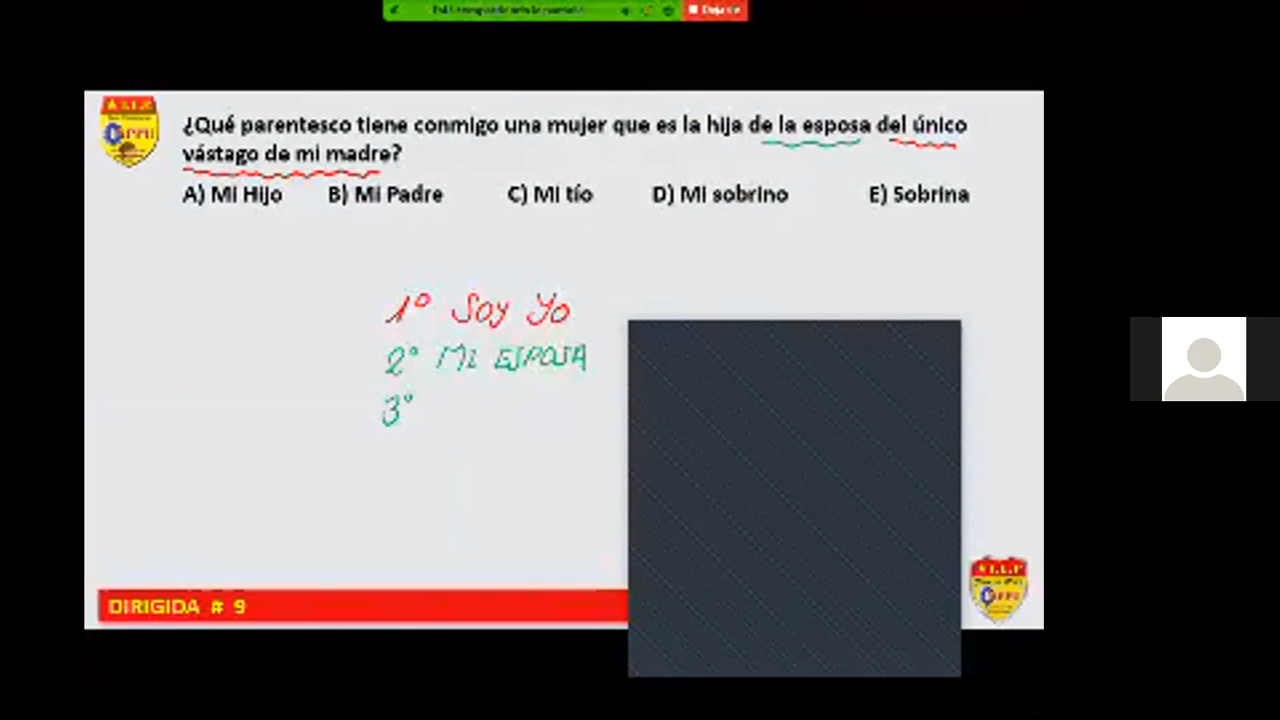 ¿Qué parentesco tiene conmigo una mujer que es la hija de la esposa del único
vástago de mi madre?
A) Mi Hijo B) Mi Padre C) Mi tío D) Mi sobrino E) Sobrina
1° Soy Yo
2° Mi ESPOSA
3°
DIRIGIDA # 9